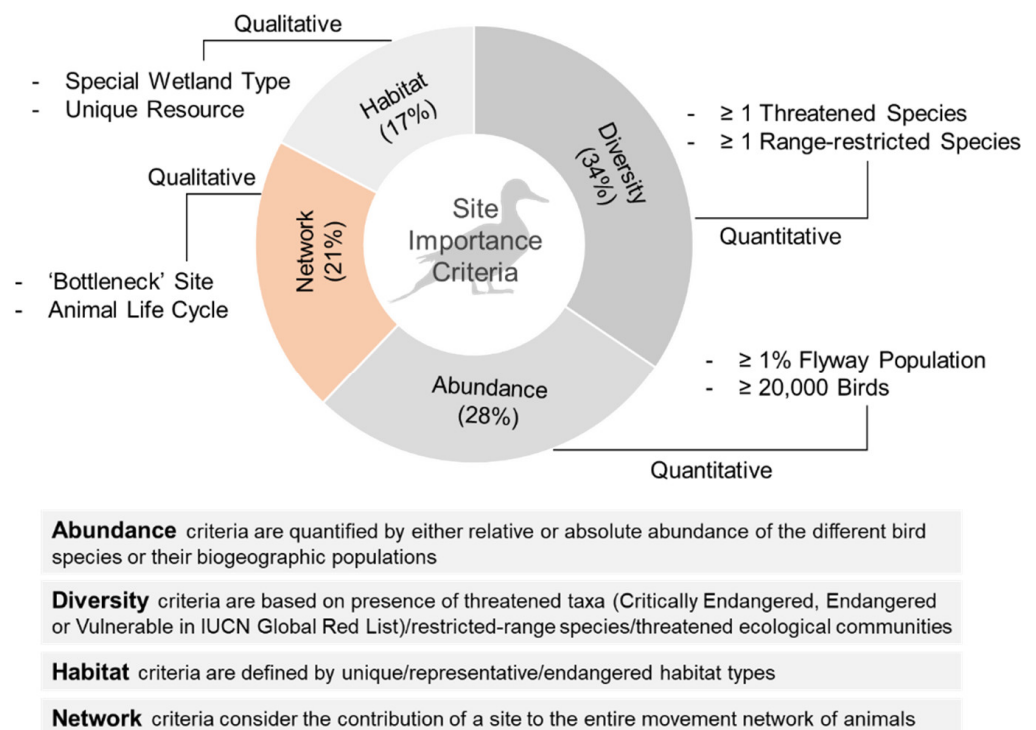 Qualitative
- Special Wetland Type
- Unique Resource
Habitat
(17%)
Diversity
(34%)
- ≥ 1 Threatened Species
- ≥ 1 Range-restricted Species
Quantitative
Qualitative
- ‘Bottleneck’ Site
- Animal Life Cycle
Network
(21%)
Site
Importance
Criteria
Abundance
(28%)
- ≥ 1% Flyway Population
- ≥ 20,000 Birds
Quantitative
Abundance criteria are quantified by either relative or absolute abundance of the different bird
species or their biogeographic populations
Diversity criteria are based on presence of threatened taxa (Critically Endangered, Endangered
or Vulnerable in IUCN Global Red List)/restricted-range species/threatened ecological communities
Habitat criteria are defined by unique/representative/endangered habitat types
Network criteria consider the contribution of a site to the entire movement network of animals